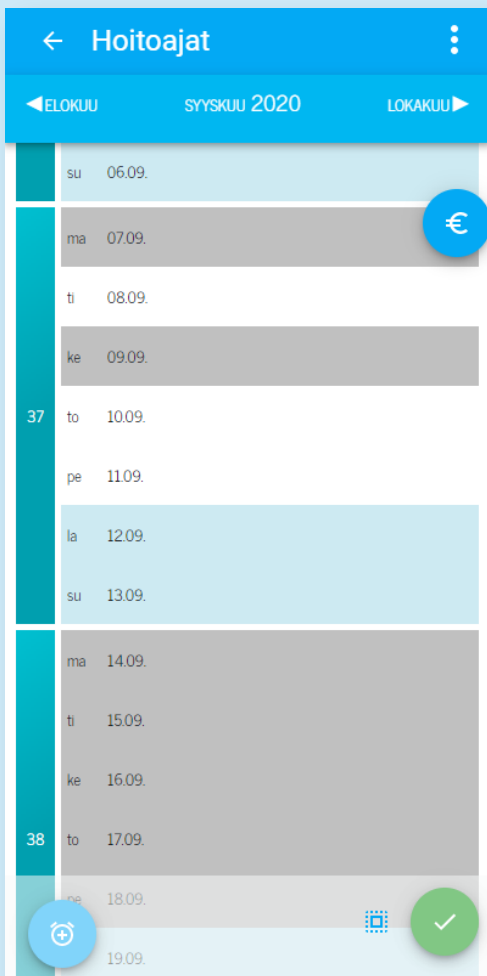 Hoitoajat
ELOKUU SYYSKUU 2020 LOKAKUU
su 06.09.
€
ma 07.09.
ti 08.09.
ke 09.09.
37 to 10.09.
pe 11.09.
la 12.09.
su 13.09.
ma 14.09.
ti 15.09.
ke 16.09.
38 to 17.09.
pe 18.09.
19.09.